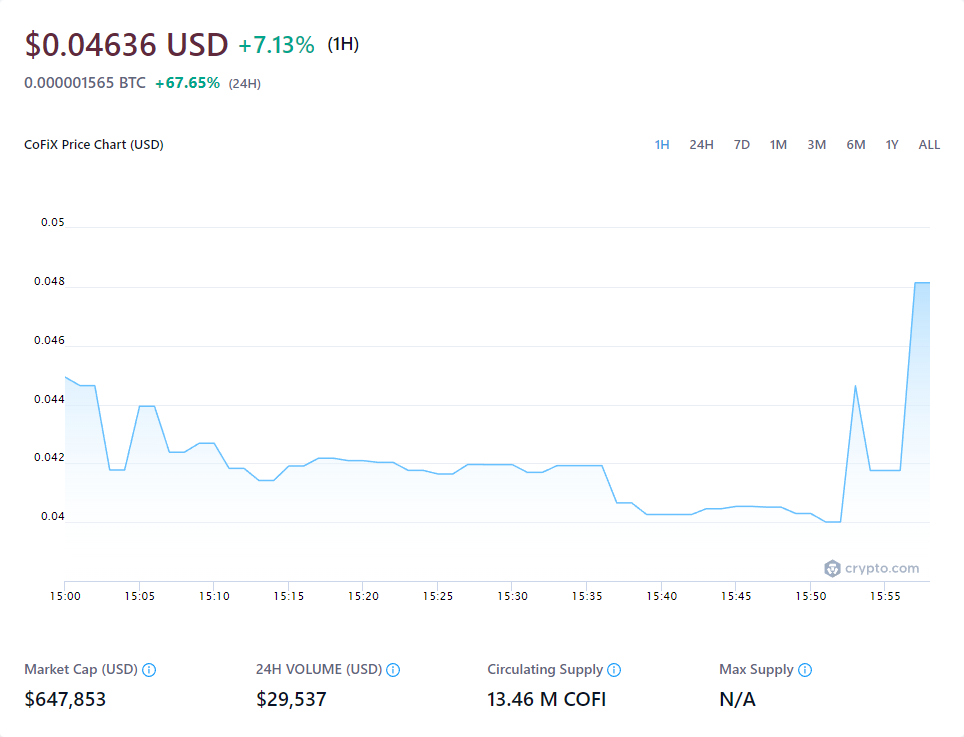 $0.04636 USD +7.13% (1H)
0.000001565 BTC +67.65% (24H)
CoFiX Price Chart (USD) 1H 24H 7D 1M 3M 6M 1Y ALL
0.05
0.048
0.046
0.044
0.042
0.04
crypto.com
15:00 15:05 15:10 15:15 15:20 15:25 15:30 15:35 15:40 15:45 15:50 15:55
Market Cap (USD) 24H VOLUME (USD) Circulating Supply Max Supply
$647,853 $29,537 13.46 M COFI N/A